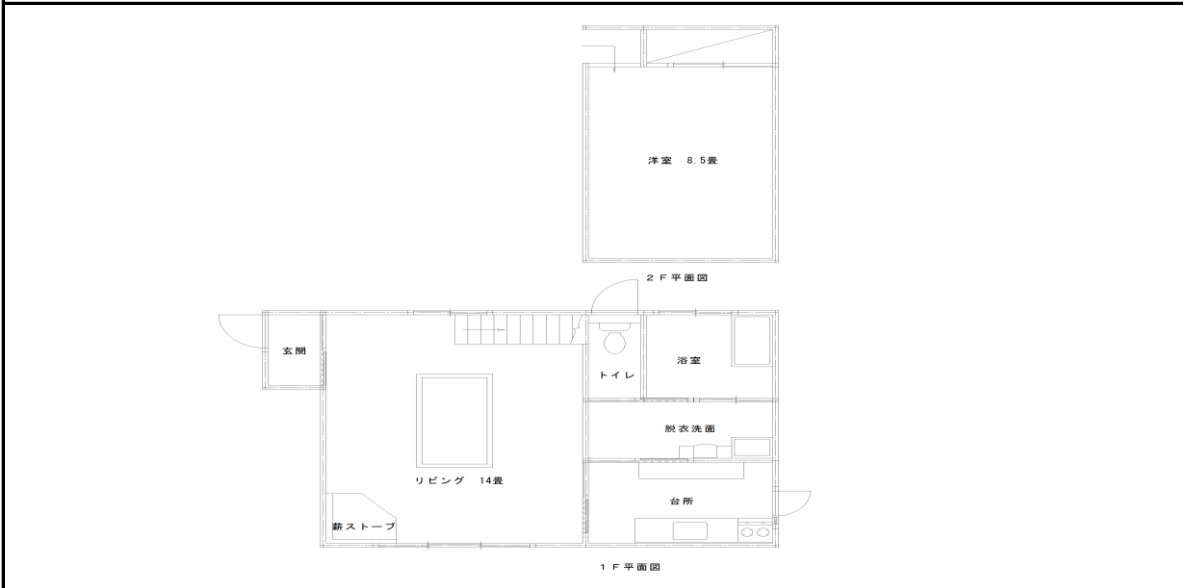 洋室 8.5畳
2F平面図
玄関
浴室
トイレ
脱衣洗面
リビング 14畳
台所
薪ストーブ
1F平面図